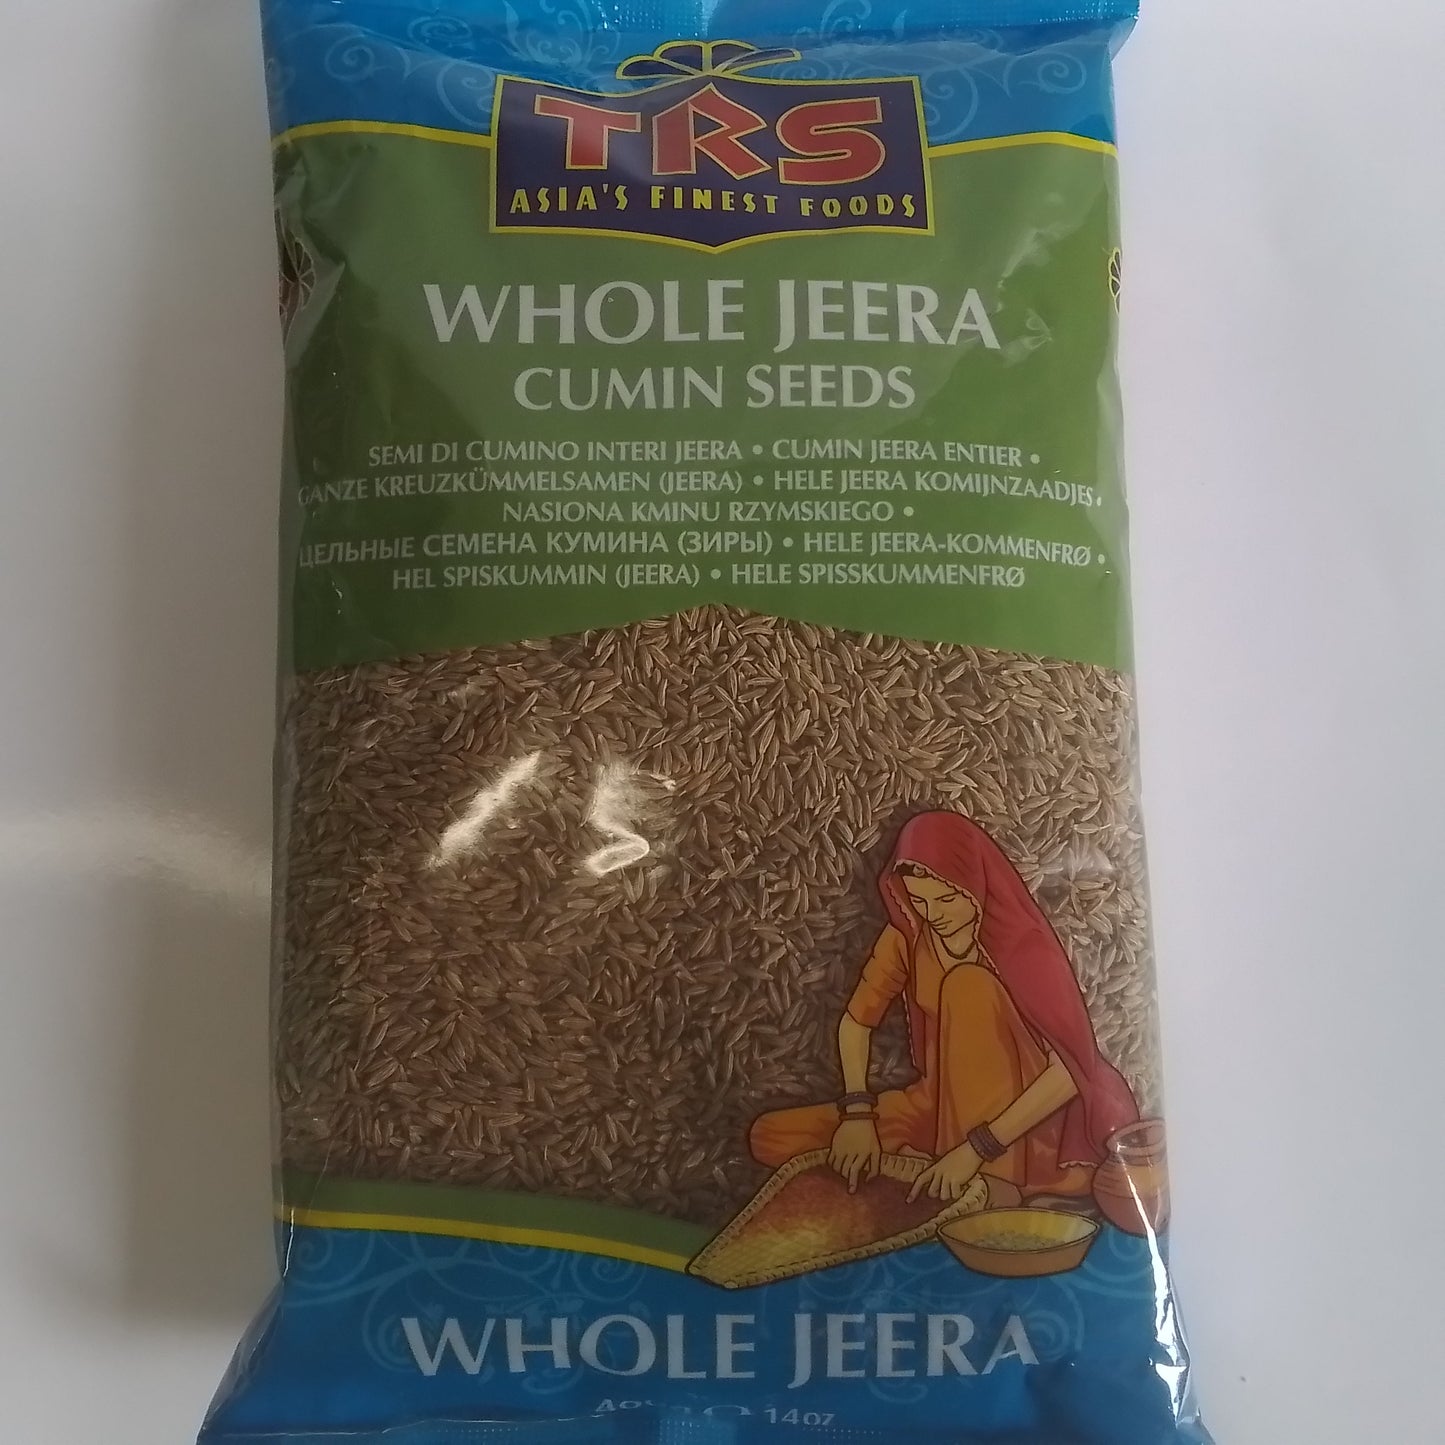 TRS
ASIA'S FINEST FOODS
WHOLE JEERA
CUMIN SEEDS
SEMI DI CUMINO INTERI JEERA • CUMIN JEERA ENTIER •
GANZE KREUZKÜMMELSAMEN (JEERA) • HELE JEERA KOMIJNZAADJES •
NASIONA KMINU RZYMSKIEGO •
ЦЕЛЬНЫЕ СЕМЕНА КУМИНА (ЗИРЫ) • HELE JEERA-KOMMENFRØ •
HEL SPISKUMMIN (JEERA) • HELE SPISSKUMMENFRØ
WHOLE JEERA
14oz